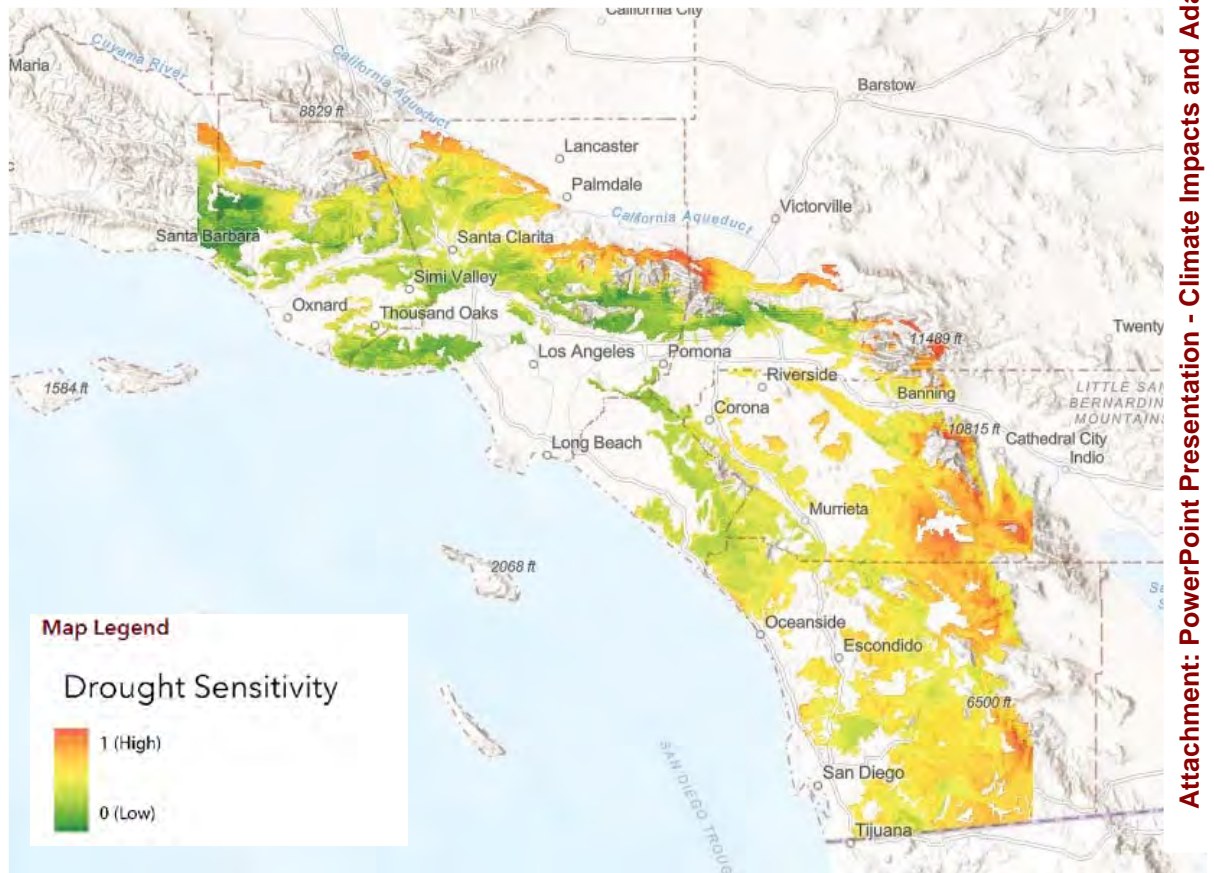 California City
Cuyama River
Maria
California Aqueduct
8829 ft
Barstow
Lancaster
Palmdale
California Aqueduct
Victorville
Santa Barbara
Santa Clarita
Simi Valley
Oxnard
Thousand Oaks
11489 ft
Twenty
Los Angeles
Pomona
1584 ft
Riverside
Banning
LITTLE SAN
BERNARDIN
MOUNTAINS
Corona
10815 ft
Cathedral City
Indio
Long Beach
Murrieta
2068 ft
Oceanside
Escondido
6500 ft
San Diego
SAN DIEGO TROUG
Tijuana
Map Legend
Drought Sensitivity
1 (High)
0 (Low)
Attachment: PowerPoint Presentation - Climate Impacts and Ada